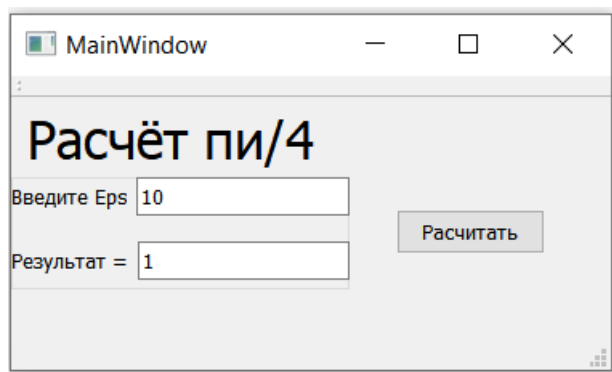 MainWindow
Расчёт пи/4
Введите Eps 10
Расчитать
Результат = 1